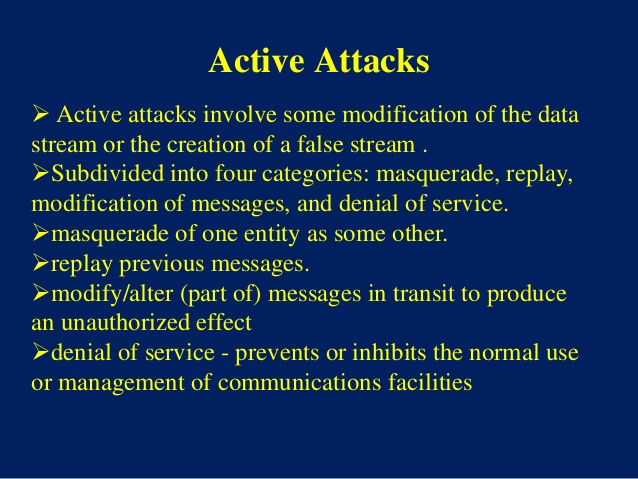 Active Attacks
➢ Active attacks involve some modification of the data
stream or the creation of a false stream .
➢Subdivided into four categories: masquerade, replay,
modification of messages, and denial of service.
➢masquerade of one entity as some other.
➢replay previous messages.
➢modify/alter (part of) messages in transit to produce
an unauthorized effect
➢denial of service - prevents or inhibits the normal use
or management of communications facilities